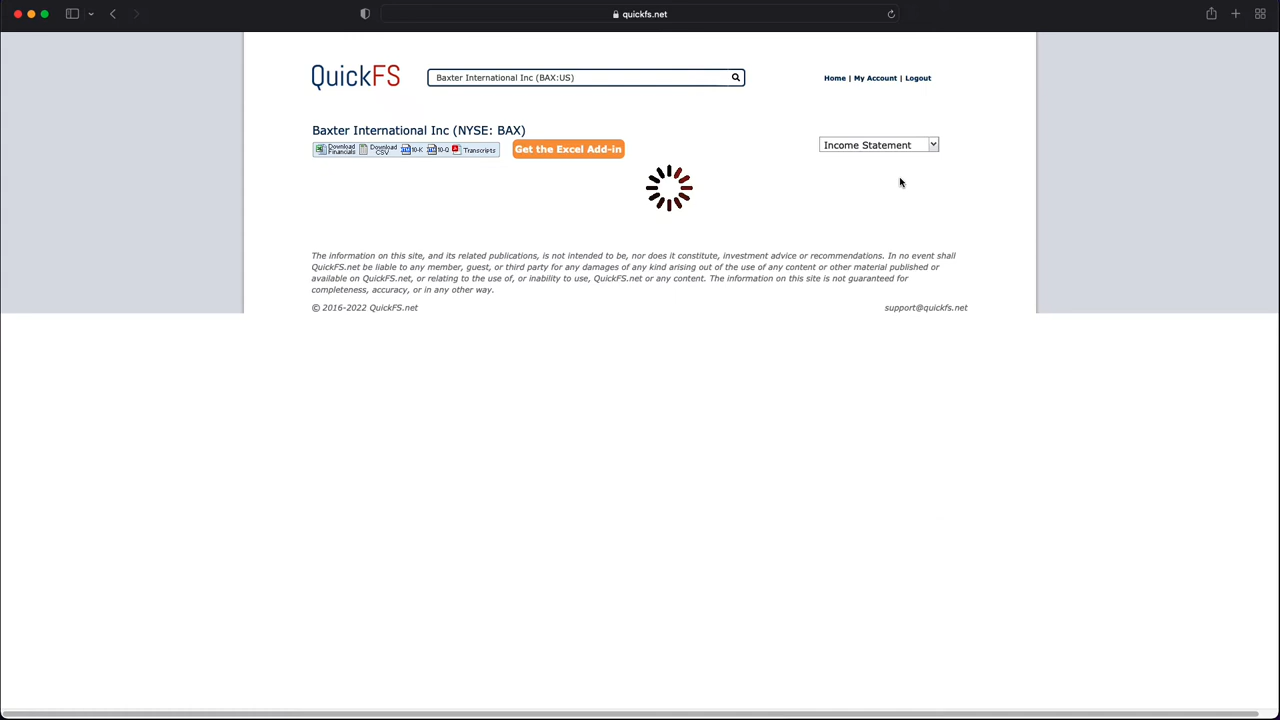 quickfs.net
QuickFS
Baxter International Inc (BAX:US)
Home | My Account | Logout
Baxter International Inc (NYSE: BAX)
Download Financials Download CSV 10-K 10-Q Transcripts
Get the Excel Add-in
Income Statement
The information on this site, and its related publications, is not intended to be, nor does it constitute, investment advice or recommendations. In no event shall
QuickFS.net be liable to any member, guest, or third party for any damages of any kind arising out of the use of any content or other material published or
available on QuickFS.net, or relating to the use of, or inability to use, QuickFS.net or any content. The information on this site is not guaranteed for
completeness, accuracy, or in any other way.
© 2016-2022 QuickFS.net
support@quickfs.net